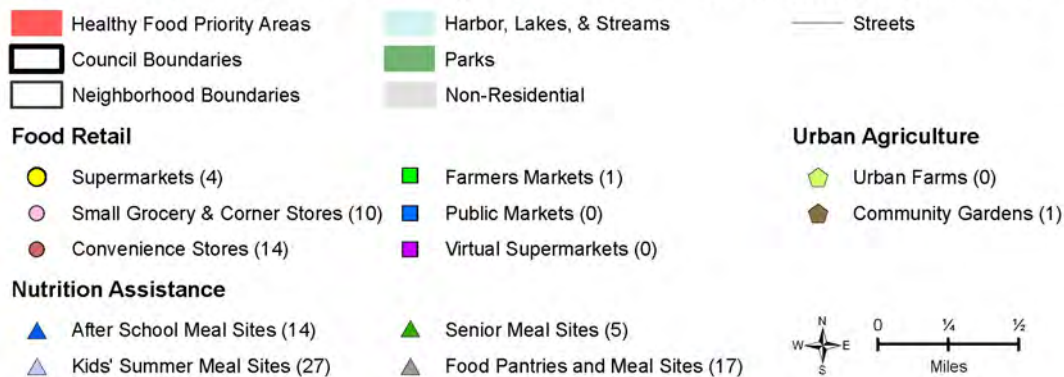 Healthy Food Priority Areas
Harbor, Lakes, & Streams
Streets
Council Boundaries
Parks
Neighborhood Boundaries
Non-Residential
Food Retail
Urban Agriculture
Supermarkets (4)
Farmers Markets (1)
Urban Farms (0)
Small Grocery & Corner Stores (10)
Public Markets (0)
Community Gardens (1)
Convenience Stores (14)
Virtual Supermarkets (0)
Nutrition Assistance
After School Meal Sites (14)
Senior Meal Sites (5)
Kids' Summer Meal Sites (27)
Food Pantries and Meal Sites (17)
N
W E
S
0 ¼ ½
Miles